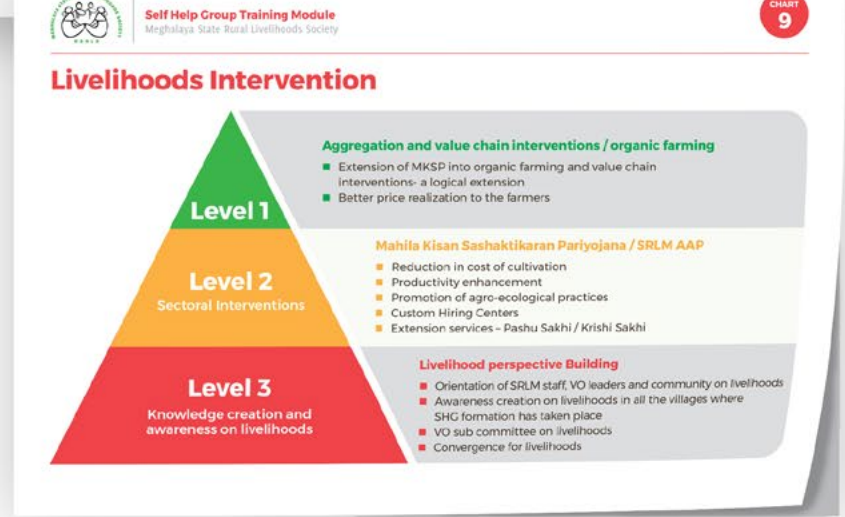 Self Help Group Training Module
Meghalaya State Rural Livelihoods Society
CHART
9
Livelihoods Intervention
Level 1
Aggregation and value chain interventions / organic farming
Extension of MKSP into organic farming and value chain
interventions- a logical extension
Better price realization to the farmers
Level 2
Sectoral Interventions
Mahila Kisan Sashaktikaran Pariyojana / SRLM AAP
Reduction in cost of cultivation
Productivity enhancement
Promotion of agro-ecological practices
Custom Hiring Centers
Extension services – Pashu Sakhi / Krishi Sakhi
Level 3
Knowledge creation and
awareness on livelihoods
Livelihood perspective Building
Orientation of SRLM staff, VO leaders and community on livelihoods
Awareness creation on livelihoods in all the villages where
SHG formation has taken place
VO sub committee on livelihoods
Convergence for livelihoods